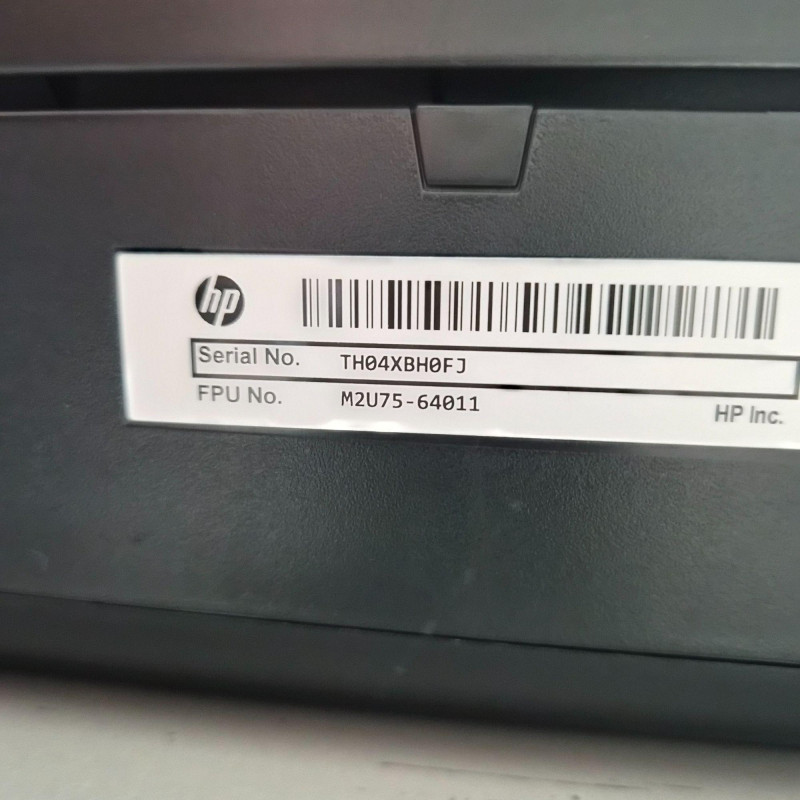 hp
Serial No. TH04XBH0FJ
FPU No. M2U75-64011
HP Inc.